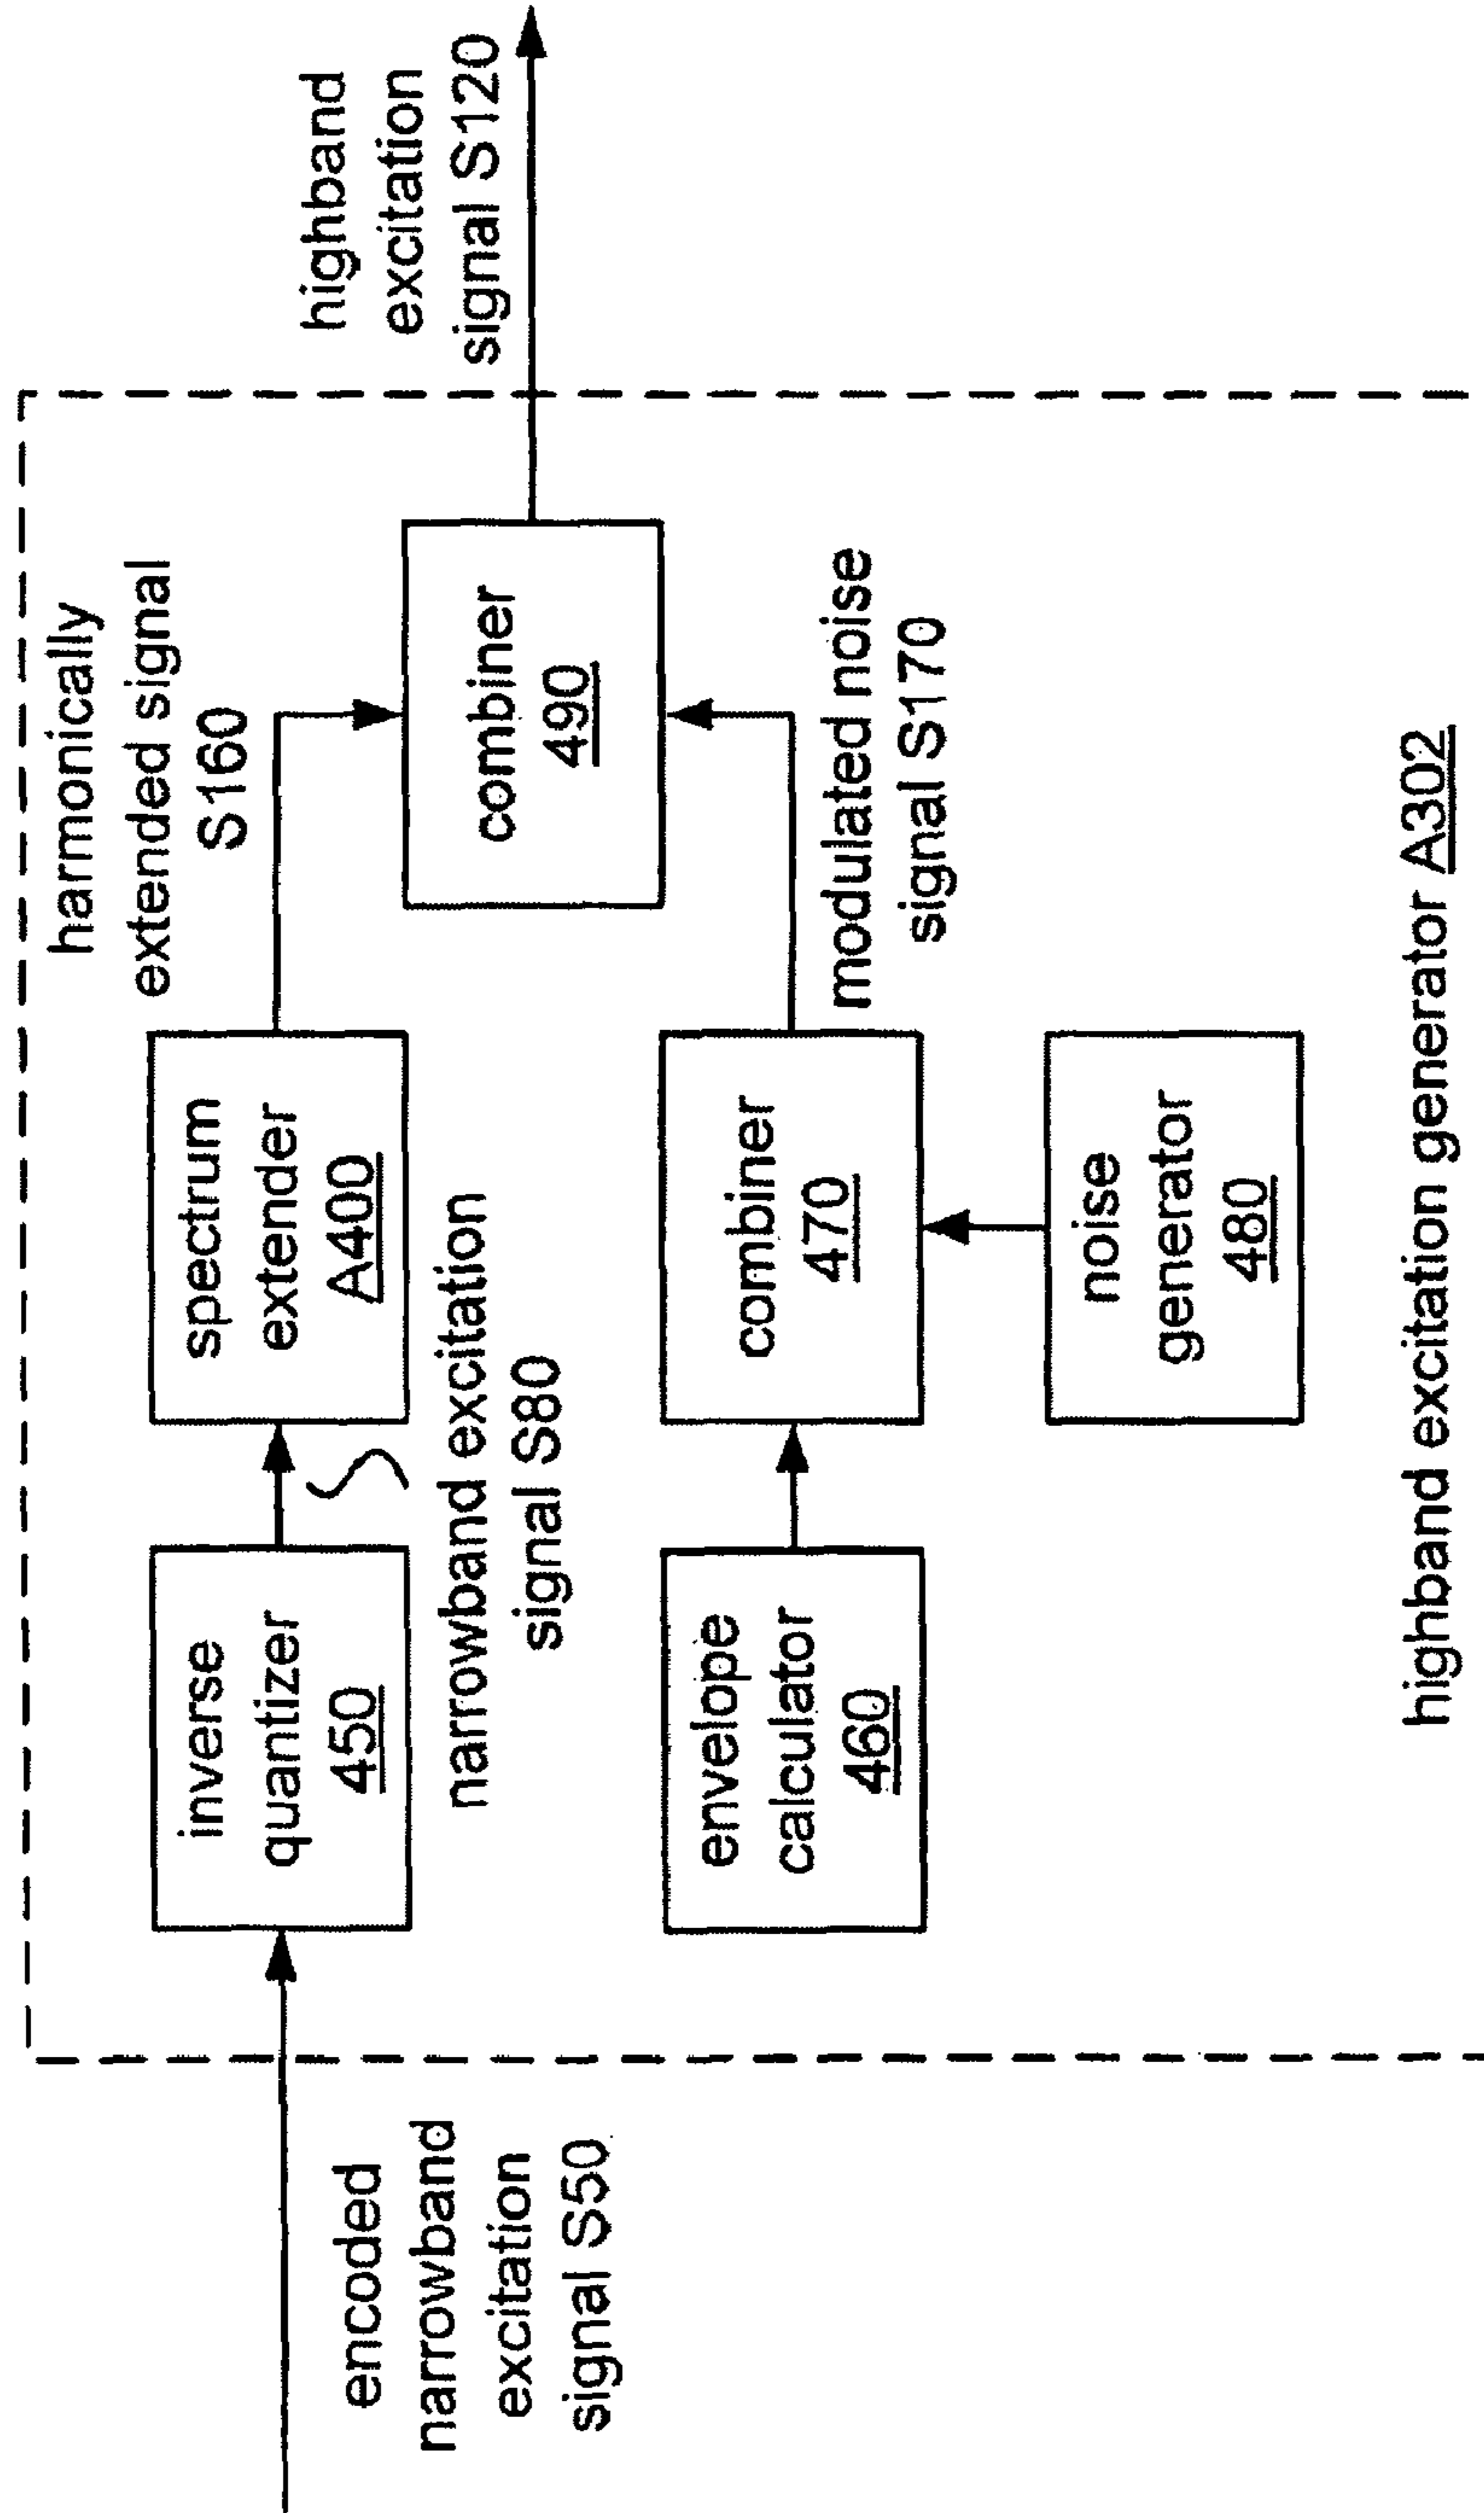 encoded
narrowband
excitation
signal S50
inverse
quantizer
450
narrowband excitation
signal S80
spectrum
extender
A400
harmonically
extended signal
S160
envelope
calculator
460
combiner
470
noise
generator
480
modulated noise
signal S170
combiner
490
highband
excitation
signal S120
highband excitation generator A302